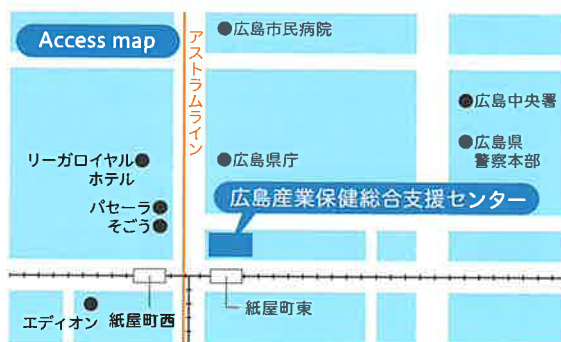 Access map
アストラムライン
広島市民病院
広島中央署
広島県
警察本部
リーガロイヤル
ホテル
広島県庁
パセーラ
そごう
広島産業保健総合支援センター
エディオン
紙屋町西
紙屋町東